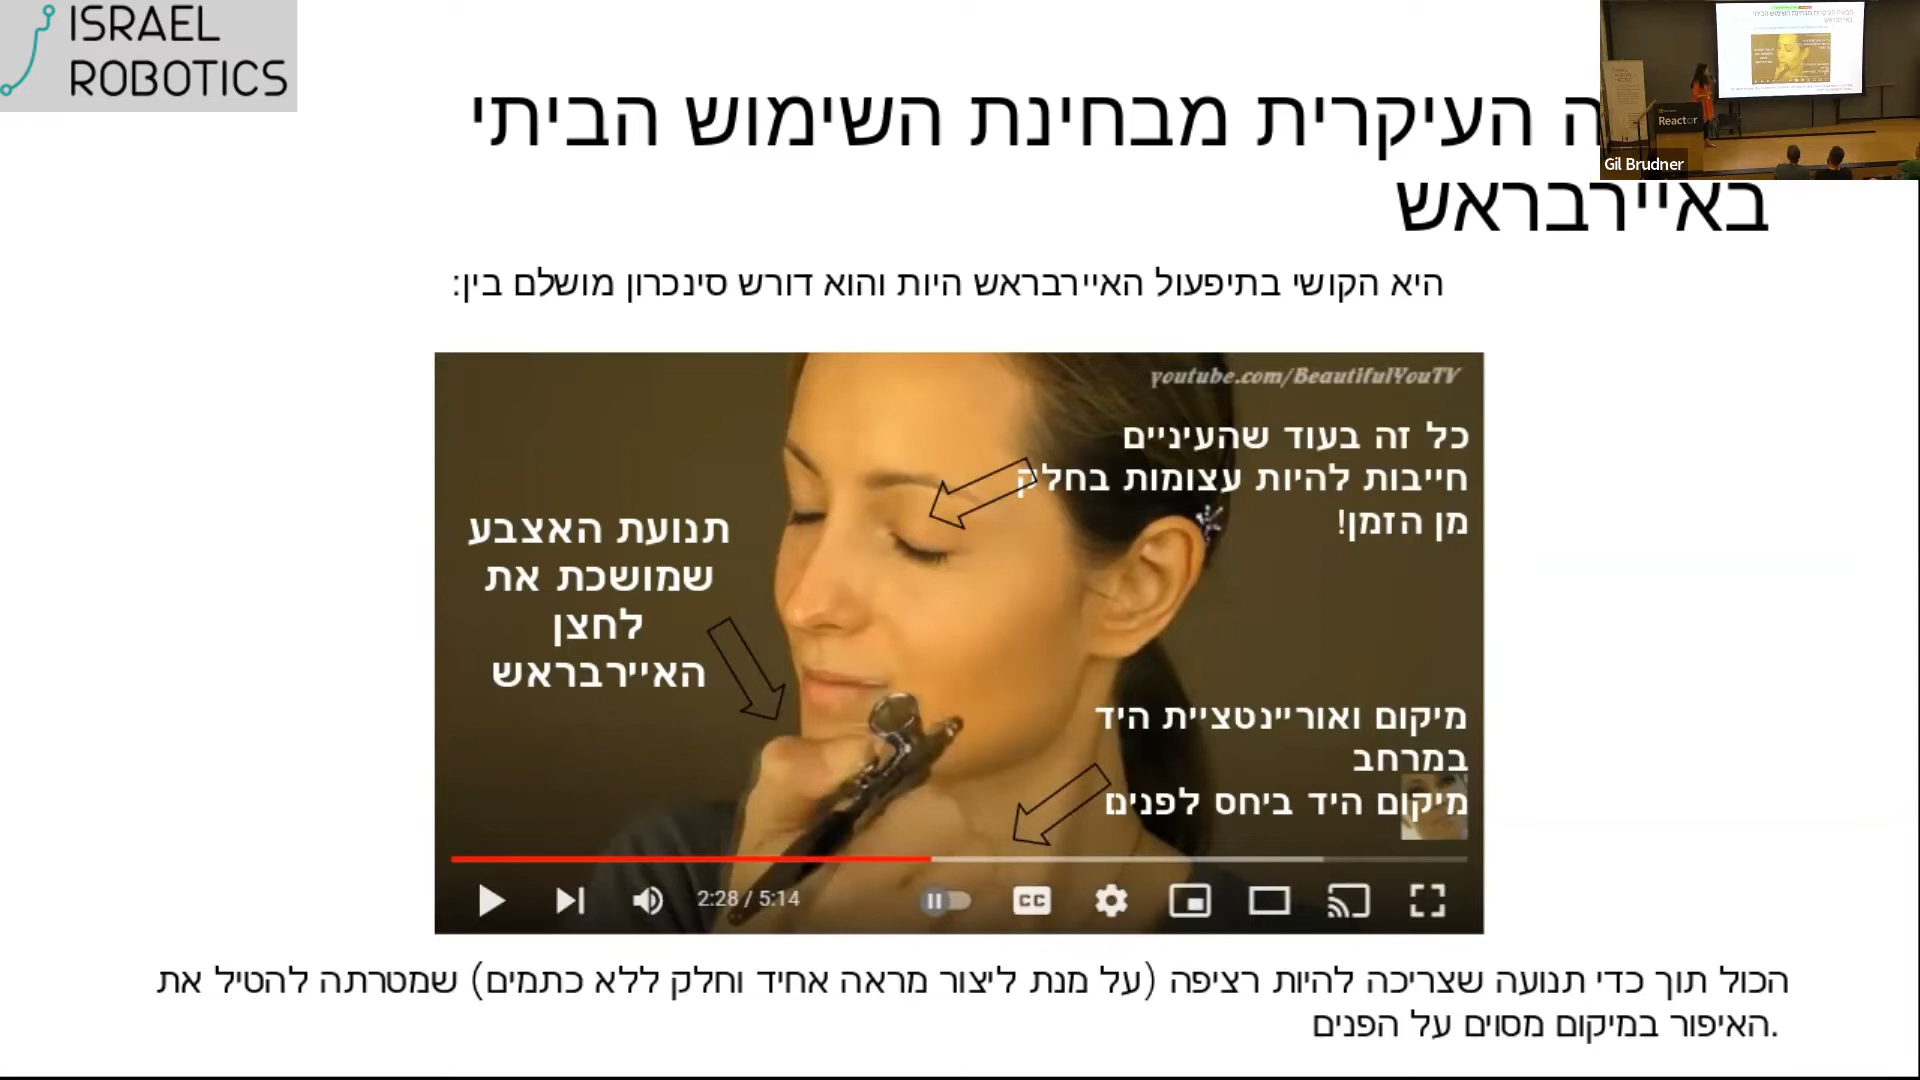 ISRAEL
ROBOTICS
העיקרית מבחינת השימוש הביתי
באיירבראש
Reactor
Gil Brudner
היא הקושי בתיפעול האיירבראש היות והוא דורש סינכרון מושלם בין:
youtube.com/BeautifulYouTV
כל זה בעוד שהעיניים
חייבות להיות עצומות בחלק
מן הזמן!
תנועת האצבע
שמושכת את
לחצן
האיירבראש
מיקום ואוריינטציית היד
במרחב
מיקום היד ביחס לפנים
2:28 / 5:14
CC
הכול תוך כדי תנועה שצריכה להיות רציפה (על מנת ליצור מראה אחיד וחלק ללא כתמים) שמטרתה להטיל את
האיפור במיקום מסוים על הפנים.